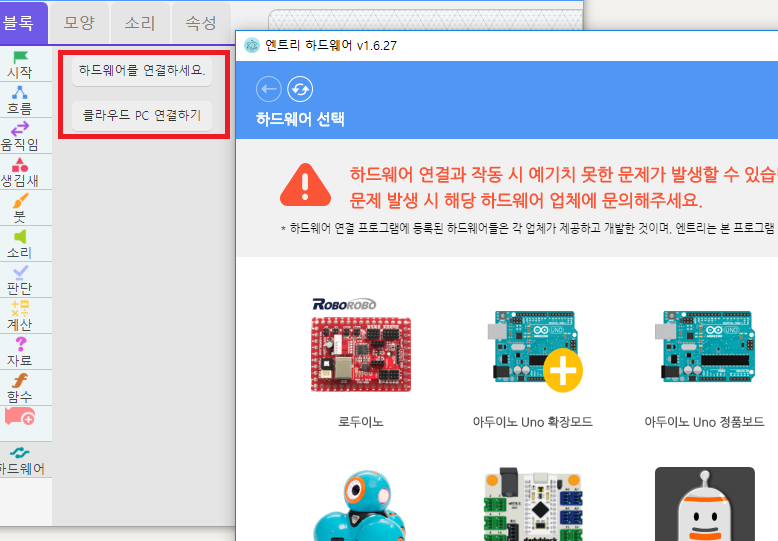 블록
모양
소리
속성
시작
흐름
움직임
생김새
붓
소리
판단
계산
자료
함수
하드웨어
하드웨어를 연결하세요.
클라우드 PC 연결하기
엔트리 하드웨어 v1.6.27
하드웨어 선택
하드웨어 연결과 작동 시 예기치 못한 문제가 발생할 수 있습
문제 발생 시 해당 하드웨어 업체에 문의해주세요.
* 하드웨어 연결 프로그램에 등록된 하드웨어들은 각 업체가 제공하고 개발한 것이며, 엔트리는 본 프로그램
ROBOROBO
로두이노
아두이노 Uno 확장모드
아두이노 Uno 정품보드